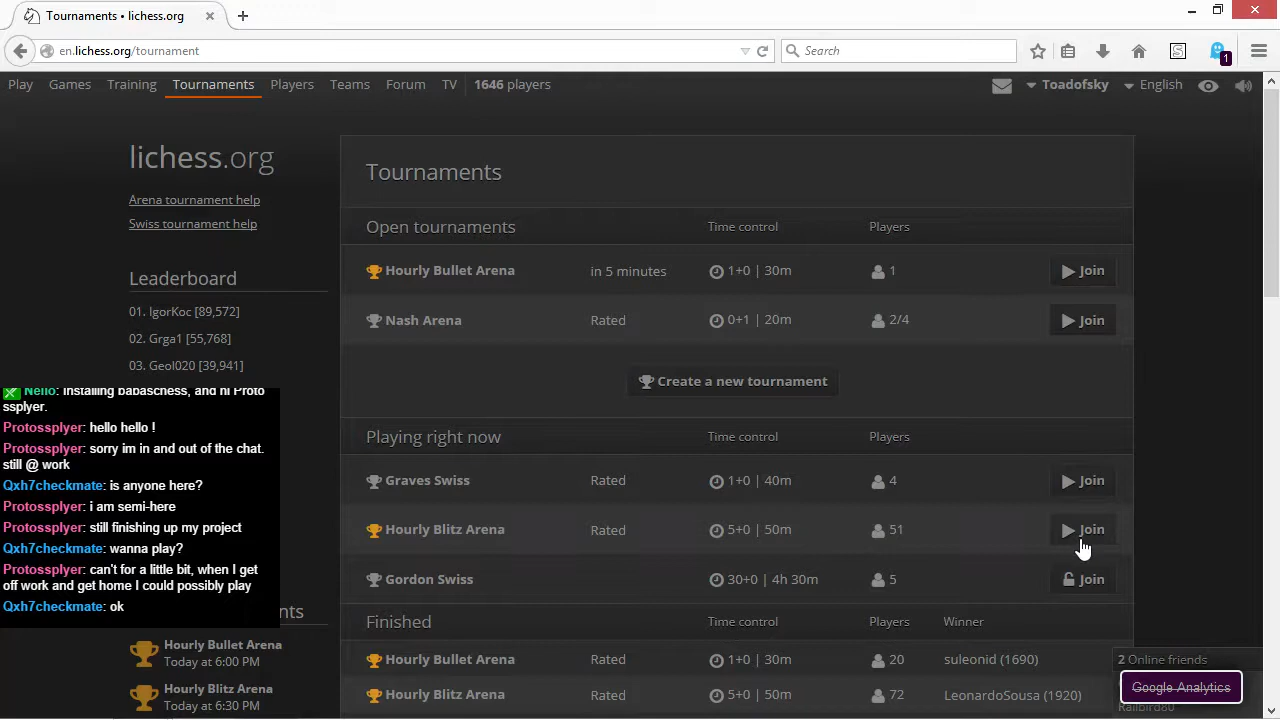 Tournaments • lichess.org
en.lichess.org/tournament
Search
1
Play Games Training Tournaments Players Teams Forum TV 1646 players
Toadofsky English
lichess.org
Arena tournament help
Swiss tournament help
Leaderboard
01. IgorKoc [89,572]
02. Grga1 [55,768]
03. Geol020 [39,941]
Nello: Installing babaschess, and hi Proto
ssplyer.
Protossplyer: hello hello !
Protossplyer: sorry im in and out of the chat.
still @ work
Qxh7checkmate: is anyone here?
Protossplyer: i am semi-here
Protossplyer: still finishing up my project
Qxh7checkmate: wanna play?
Protossplyer: can't for a little bit, when I get
off work and get home I could possibly play
Qxh7checkmate: ok
nts
Hourly Bullet Arena
Today at 6:00 PM
Hourly Blitz Arena
Today at 6:30 PM
Tournaments
Open tournaments Time control Players
Hourly Bullet Arena in 5 minutes 1+0 | 30m 1 Join
Nash Arena Rated 0+1 | 20m 2/4 Join
Create a new tournament
Playing right now Time control Players
Graves Swiss Rated 1+0 | 40m 4 Join
Hourly Blitz Arena Rated 5+0 | 50m 51 Join
Gordon Swiss 30+0 | 4h 30m 5 Join
Finished Time control Players Winner
Hourly Bullet Arena Rated 1+0 | 30m 20 suleonid (1690)
Hourly Blitz Arena Rated 5+0 | 50m 72 LeonardoSousa (1920)
2 Online friends
Google Analytics
Railbird80